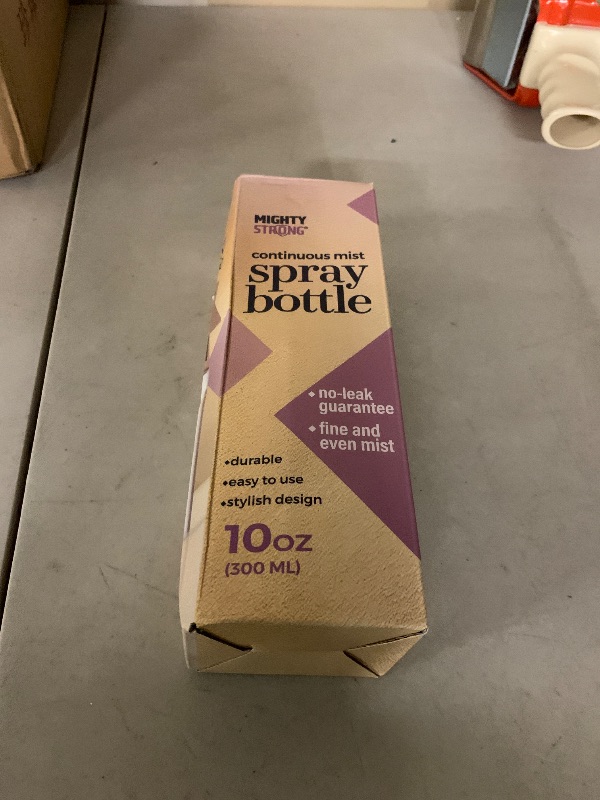 MIGHTY
STRONG™
continuous mist
spray
bottle
• no-leak
guarantee
• fine and
even mist
•durable
•easy to use
•stylish design
10oz
(300 ML)